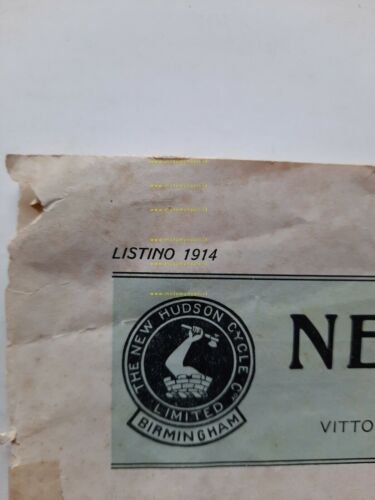 LISTINO 1914
THE NEW HUDSON CYCLE Co.
LIMITED
BIRMINGHAM
NE
VITTO